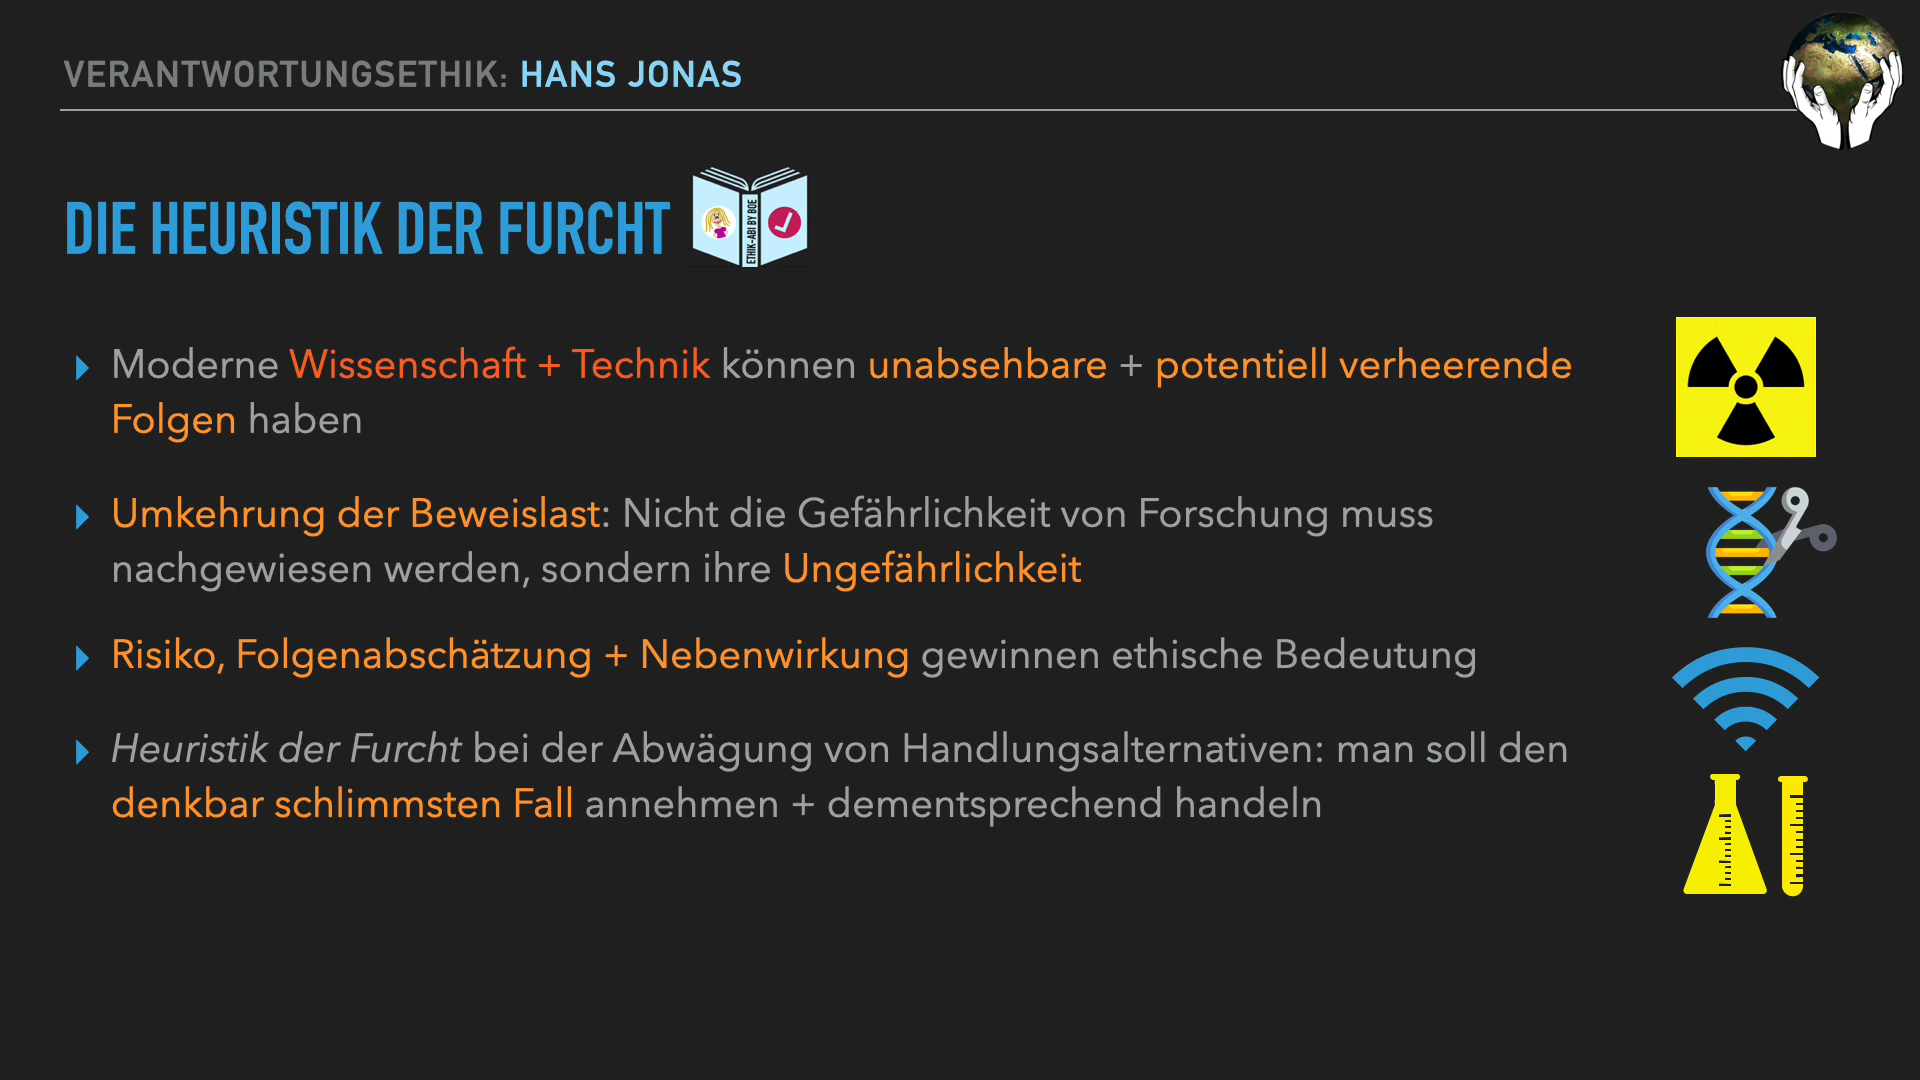 VERANTWORTUNGSETHIK: HANS JONAS
DIE HEURISTIK DER FURCHT
ETHIK-ABI BY BOE
▸ Moderne Wissenschaft + Technik können unabsehbare + potentiell verheerende
Folgen haben
▸ Umkehrung der Beweislast: Nicht die Gefährlichkeit von Forschung muss
nachgewiesen werden, sondern ihre Ungefährlichkeit
▸ Risiko, Folgenabschätzung + Nebenwirkung gewinnen ethische Bedeutung
▸ Heuristik der Furcht bei der Abwägung von Handlungsalternativen: man soll den
denkbar schlimmsten Fall annehmen + dementsprechend handeln